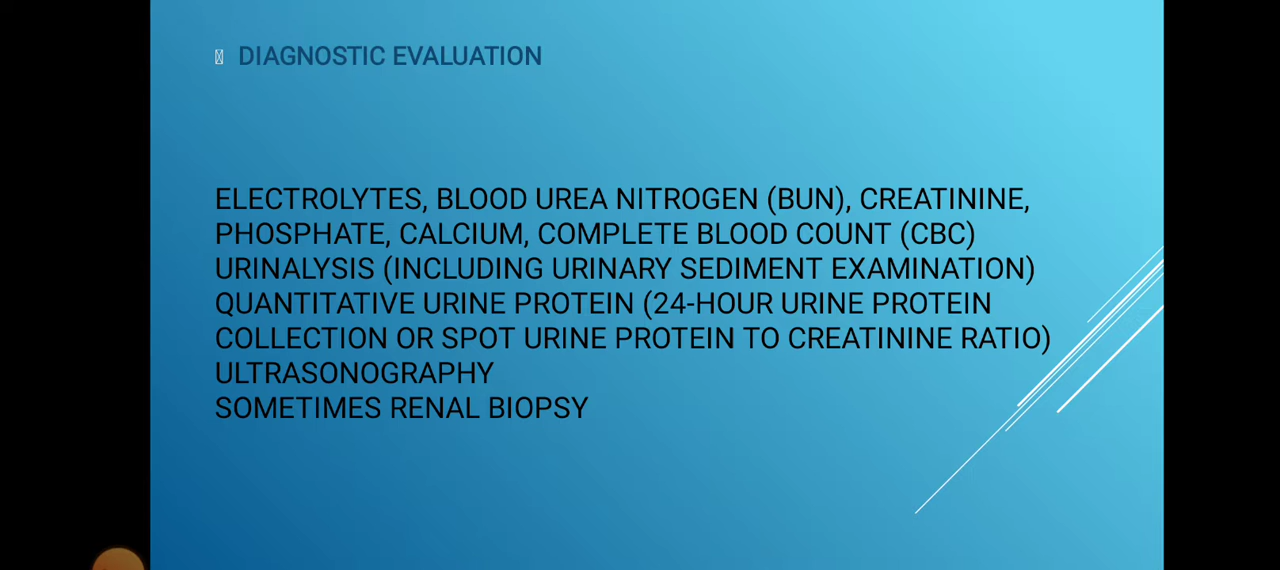 DIAGNOSTIC EVALUATION
ELECTROLYTES, BLOOD UREA NITROGEN (BUN), CREATININE,
PHOSPHATE, CALCIUM, COMPLETE BLOOD COUNT (CBC)
URINALYSIS (INCLUDING URINARY SEDIMENT EXAMINATION)
QUANTITATIVE URINE PROTEIN (24-HOUR URINE PROTEIN
COLLECTION OR SPOT URINE PROTEIN TO CREATININE RATIO)
ULTRASONOGRAPHY
SOMETIMES RENAL BIOPSY